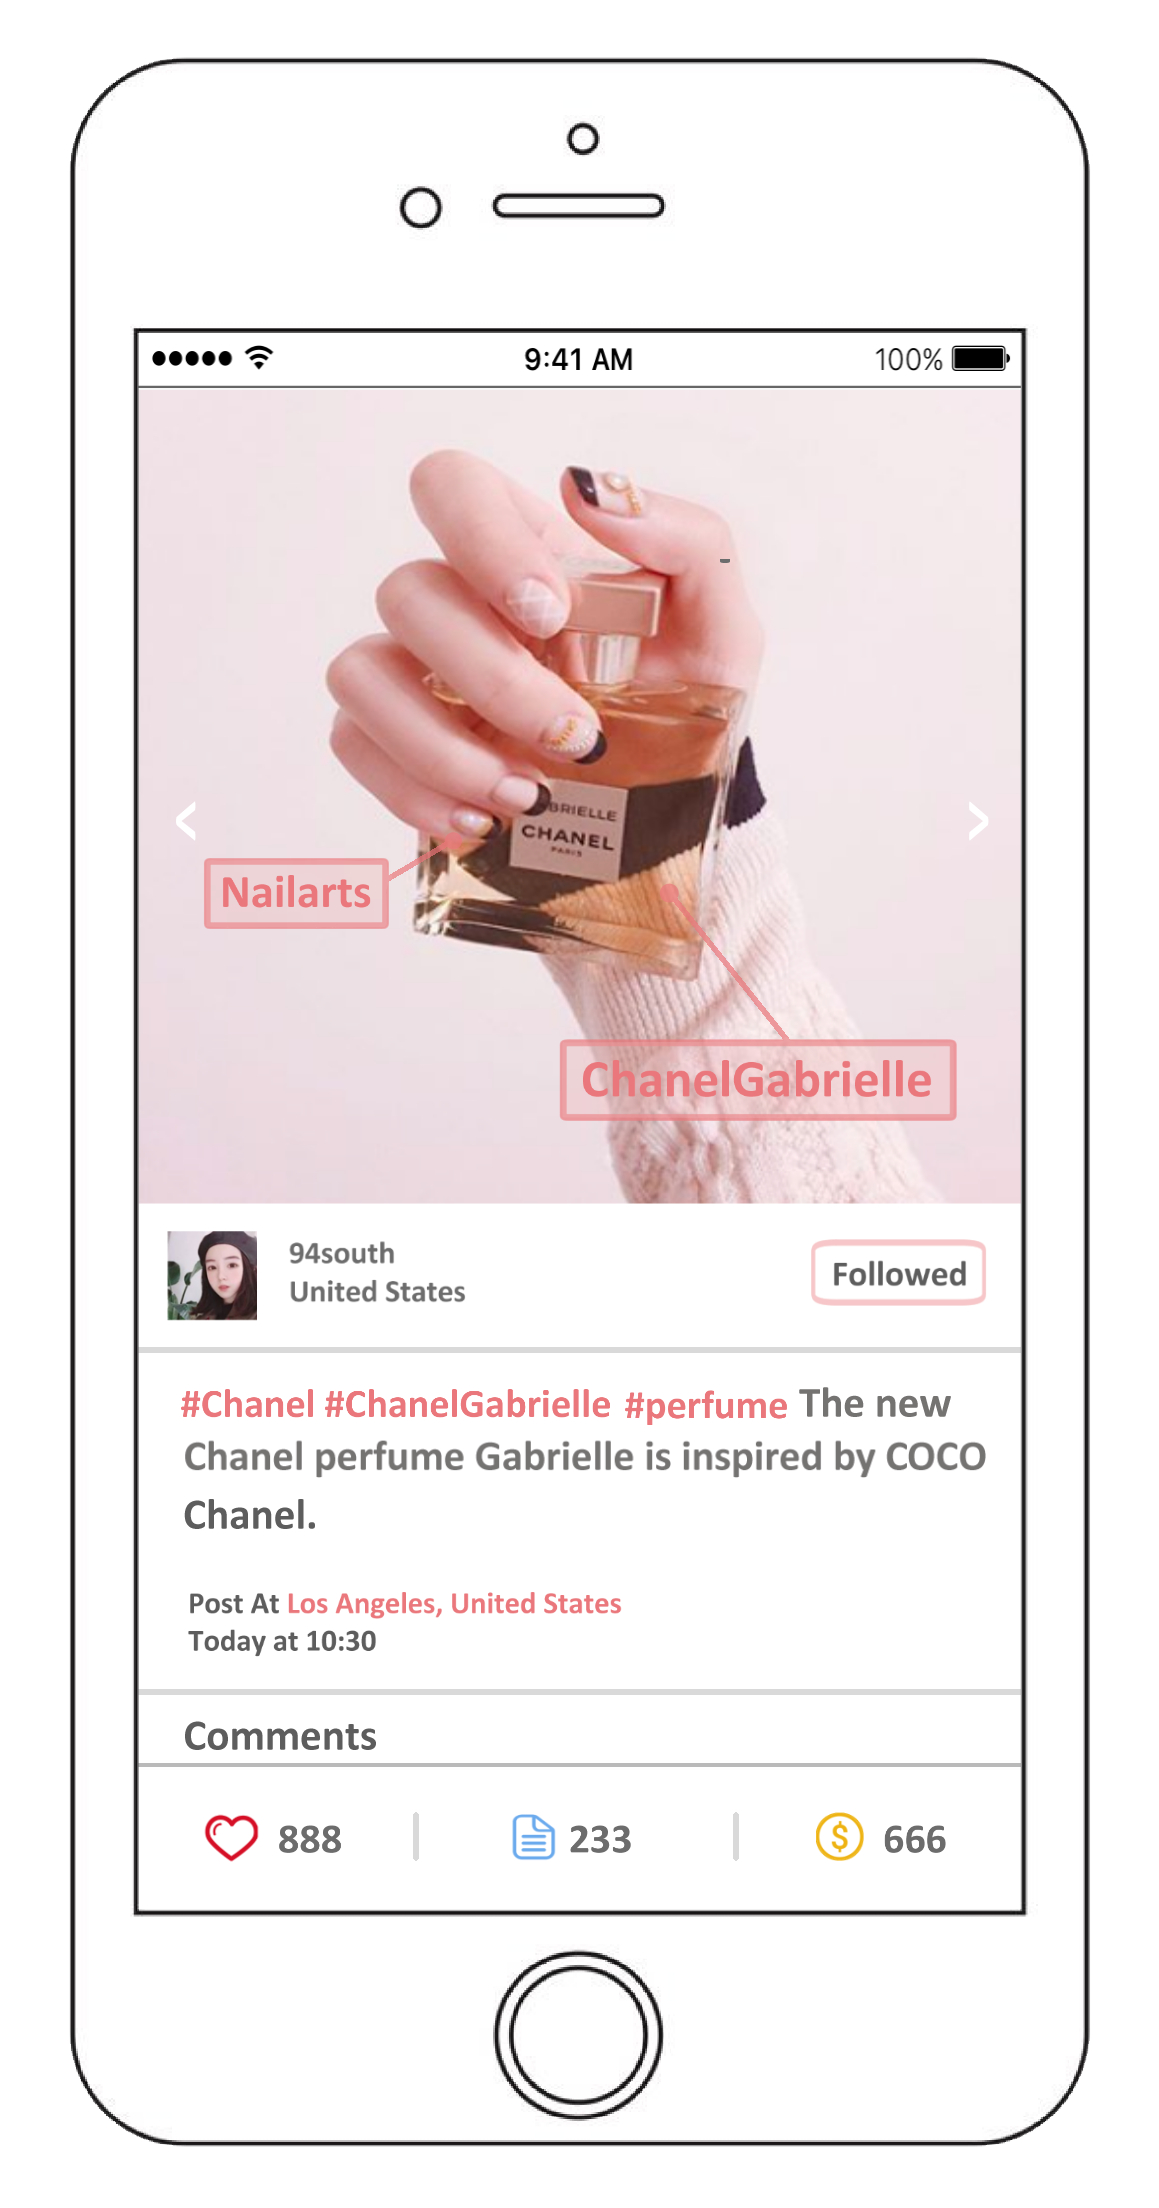 9:41 AM
100%
BRIELLE
CHANEL
PARIS
Nailarts
ChanelGabrielle
94south
United States
Followed
#Chanel #ChanelGabrielle #perfume The new
Chanel perfume Gabrielle is inspired by COCO
Chanel.
Post At Los Angeles, United States
Today at 10:30
Comments
888
233
666